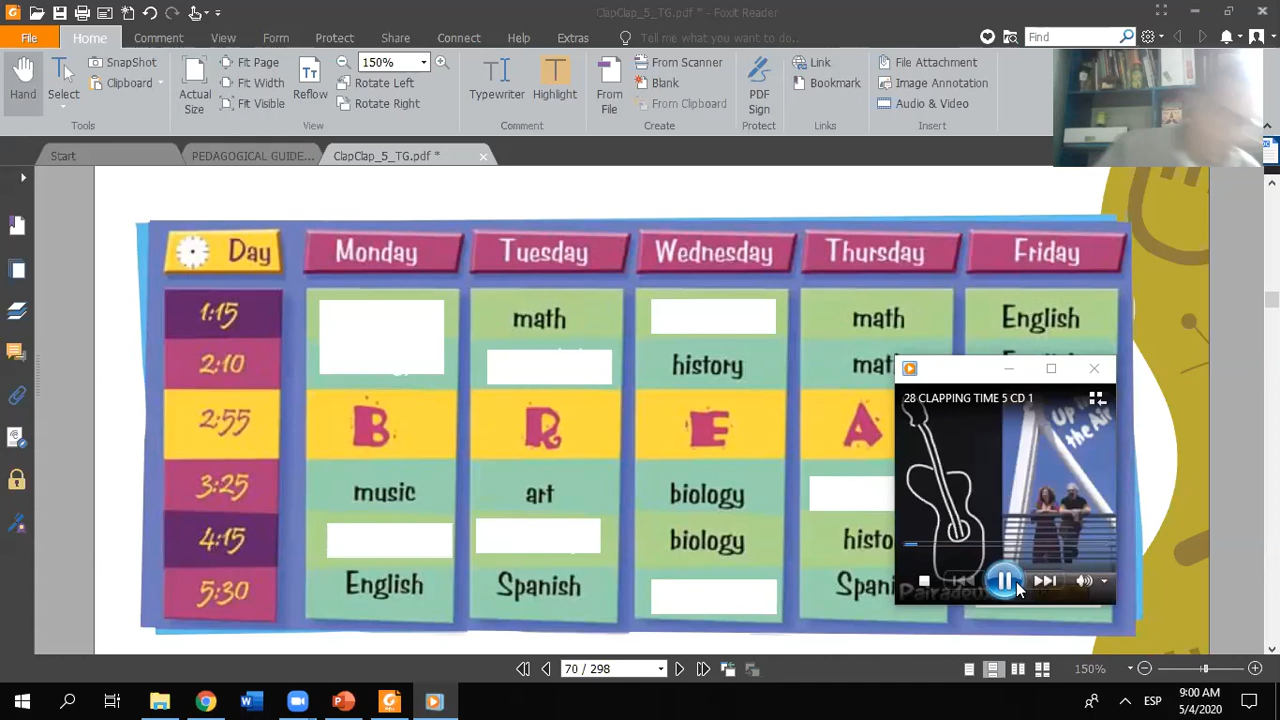 ClapClap_5_TG.pdf * - Foxit Reader
File Home Comment View Form Protect Share Connect Help Extras Tell me what you want to do... Find
SnapShot Fit Page 150% From Scanner Link File Attachment
Clipboard Fit Width Rotate Left Blank Bookmark Image Annotation
Hand Select Actual Size Reflow Fit Visible Rotate Right Typewriter Highlight From File From Clipboard PDF Sign Audio & Video
Tools View Comment Create Protect Links Insert
Start PEDAGOGICAL GUIDE... ClapClap_5_TG.pdf *
Day Monday Tuesday Wednesday Thursday Friday
1:15 math math English
2:10 history
2:55 B R E A
3:25 music art biology
4:15 biology histo
5:30 English Spanish Spani
28 CLAPPING TIME 5 CD 1
UP IN
the Air
70 / 298 150%
ESP 9:00 AM
5/4/2020